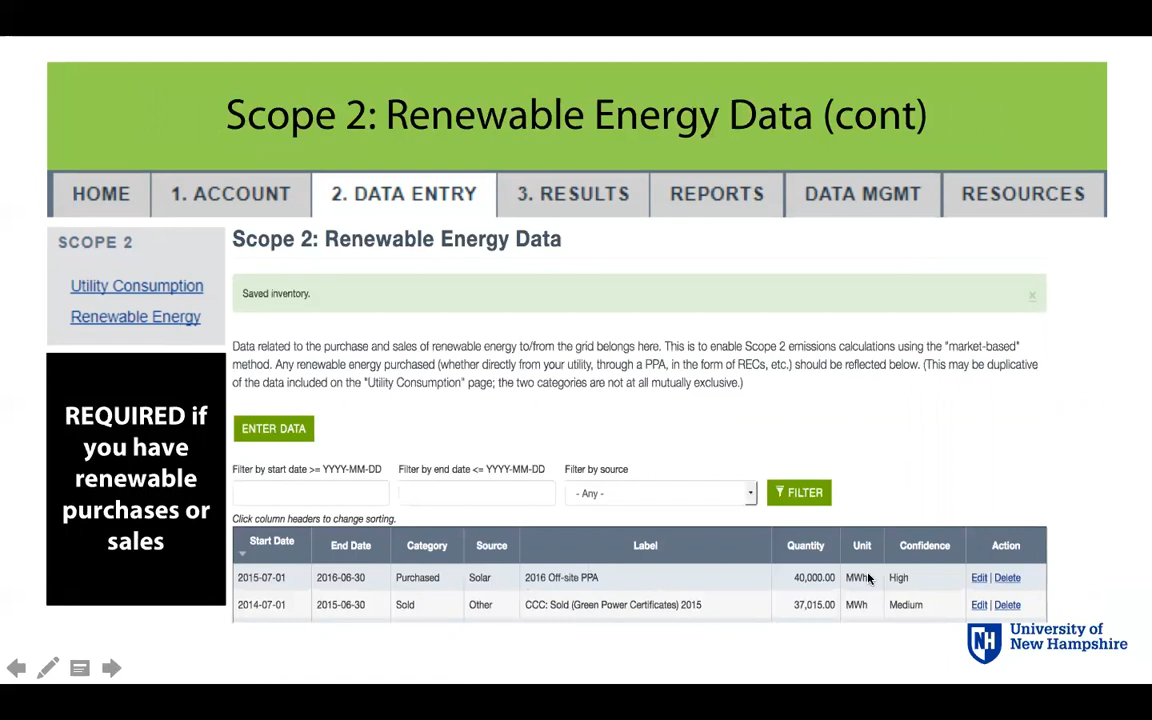 Scope 2: Renewable Energy Data (cont)
HOME 1. ACCOUNT 2. DATA ENTRY 3. RESULTS REPORTS DATA MGMT RESOURCES
SCOPE 2
Utility Consumption
Renewable Energy
REQUIRED if
you have
renewable
purchases or
sales
Scope 2: Renewable Energy Data
Saved inventory. ×
Data related to the purchase and sales of renewable energy to/from the grid belongs here. This is to enable Scope 2 emissions calculations using the "market-based"
method. Any renewable energy purchased (whether directly from your utility, through a PPA, in the form of RECs, etc.) should be reflected below. (This may be duplicative
of the data included on the "Utility Consumption" page; the two categories are not at all mutually exclusive.)
ENTER DATA
Filter by start date >= YYYY-MM-DD Filter by end date <= YYYY-MM-DD Filter by source
- Any - FILTER
Click column headers to change sorting.
Start Date End Date Category Source Label Quantity Unit Confidence Action
2015-07-01 2016-06-30 Purchased Solar 2016 Off-site PPA 40,000.00 MWh High Edit | Delete
2014-07-01 2015-06-30 Sold Other CCC: Sold (Green Power Certificates) 2015 37,015.00 MWh Medium Edit | Delete
NH University of
New Hampshire